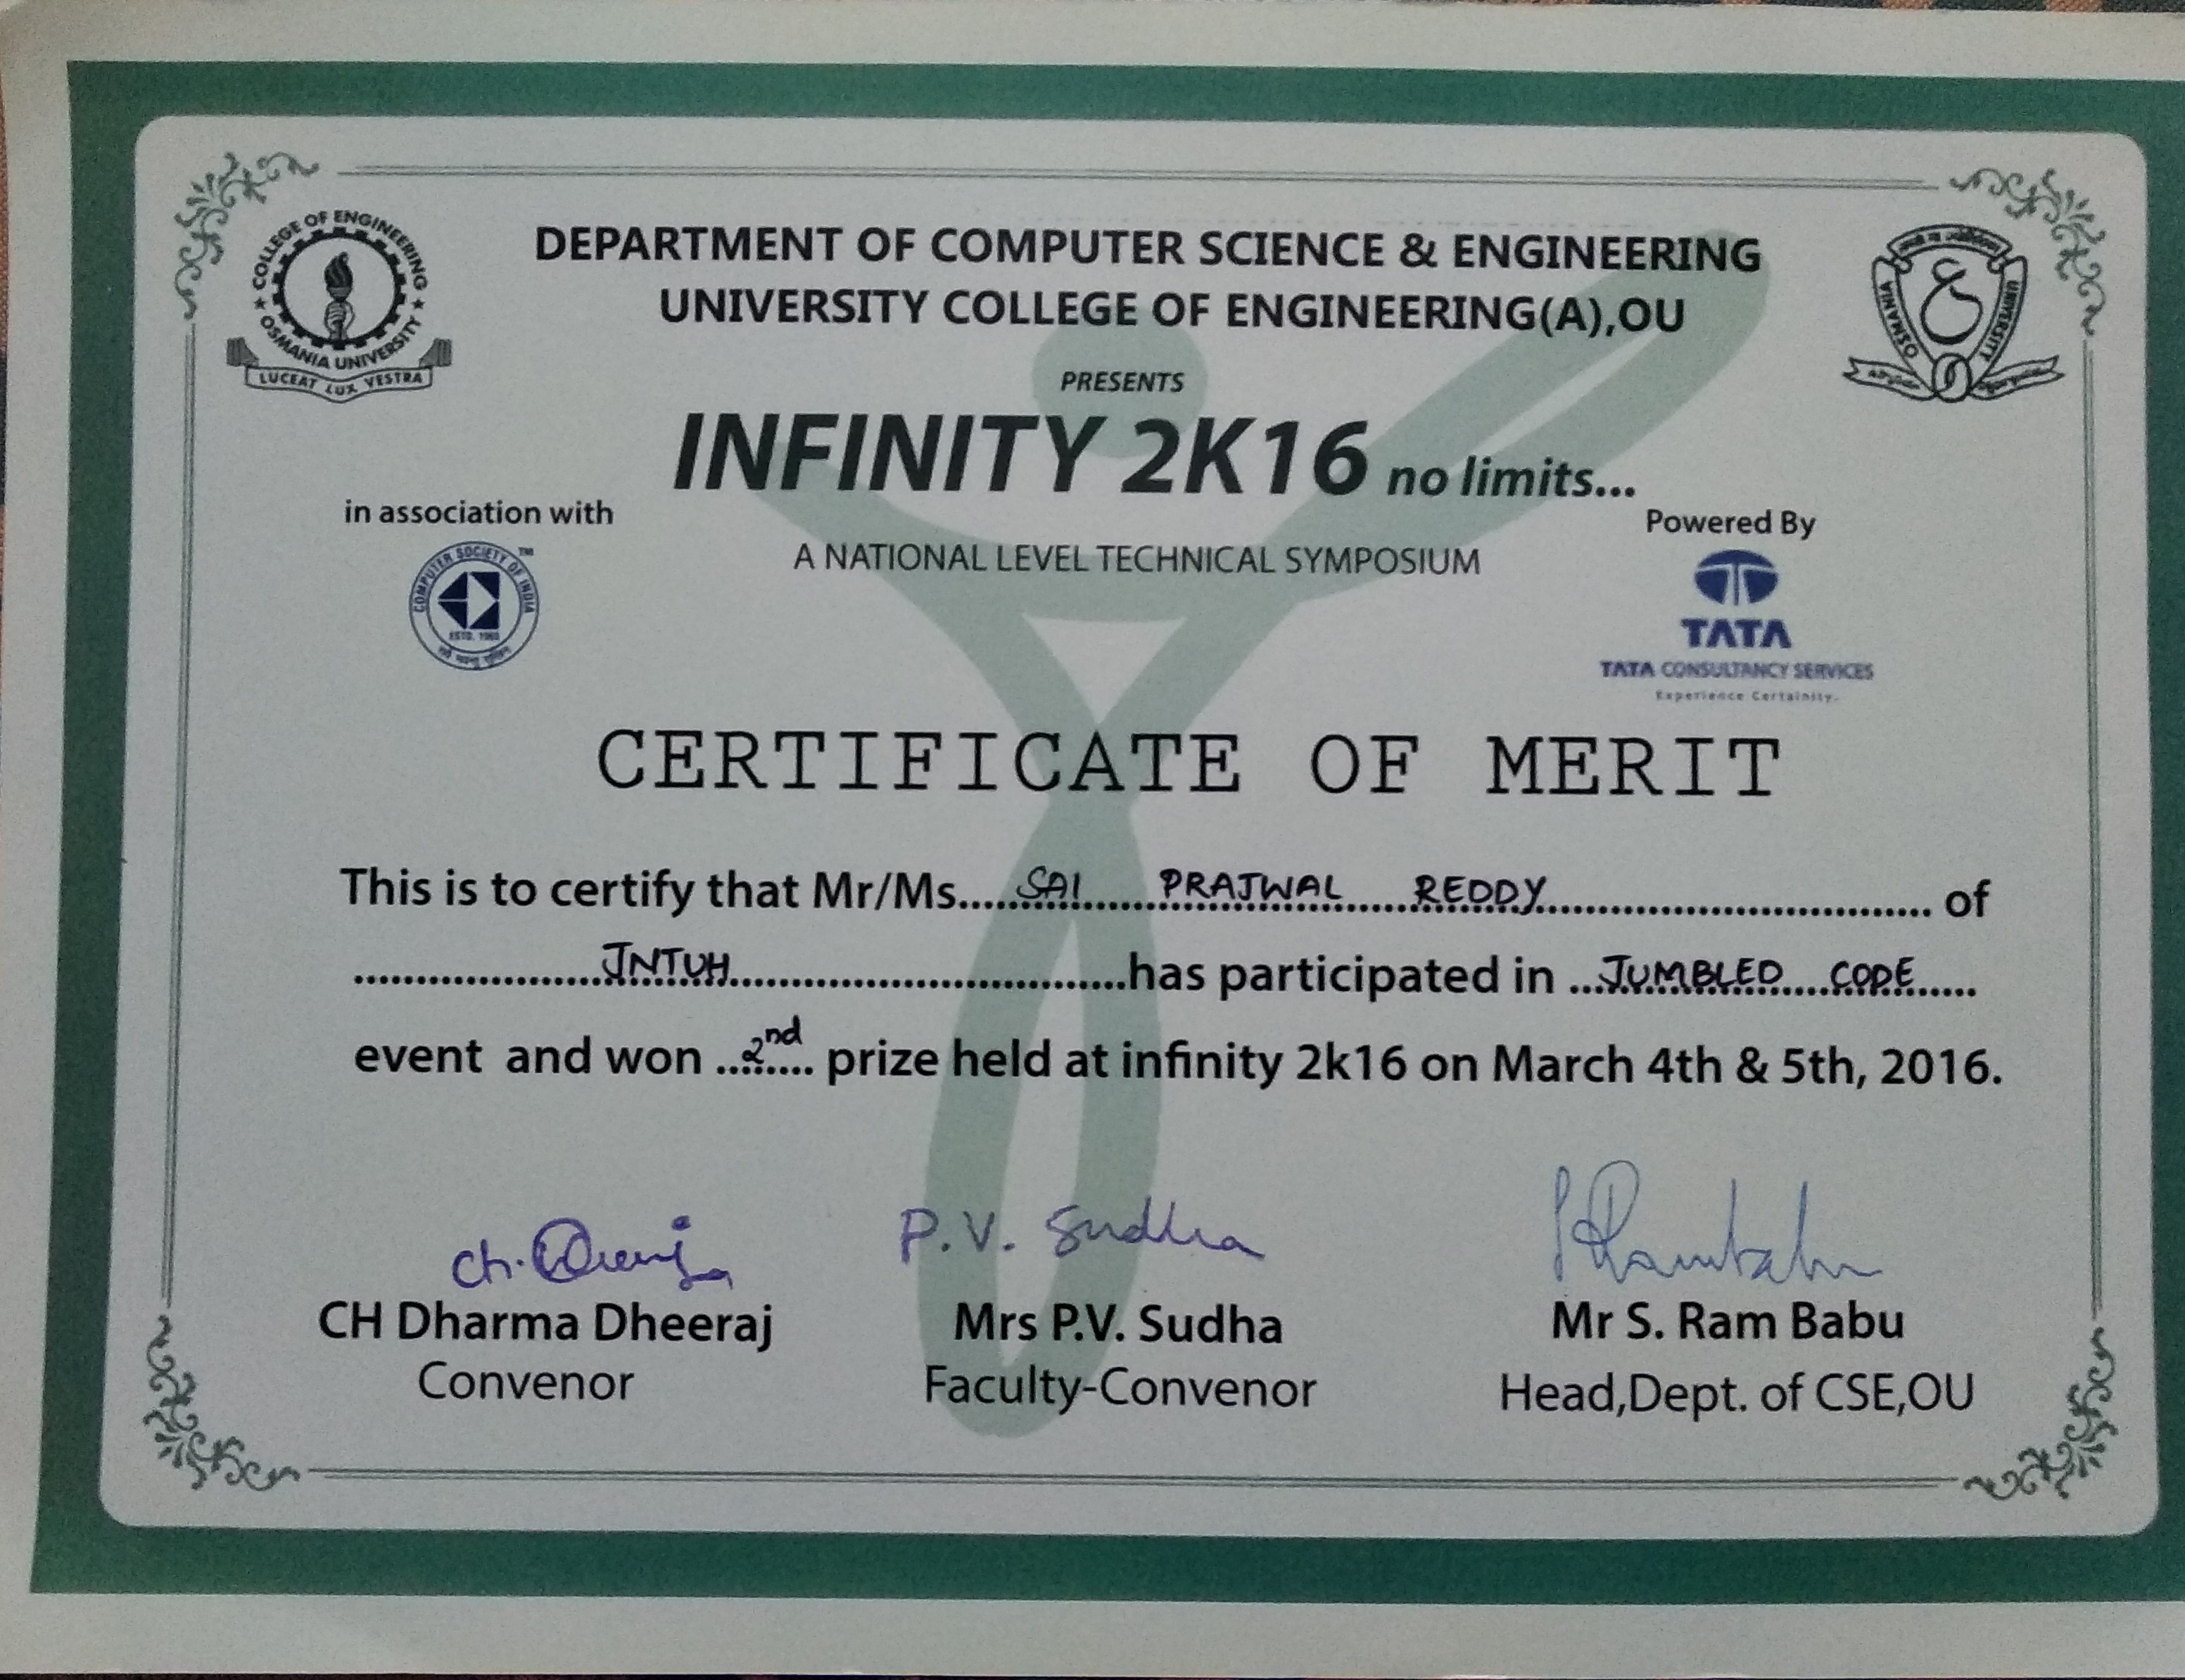 DEPARTMENT OF COMPUTER SCIENCE & ENGINEERING
UNIVERSITY COLLEGE OF ENGINEERING(A),OU
COLLEGE OF ENGINEERING
OSMANIA UNIVERSITY
LUCEAT LUX VESTRA
OSMANIA UNIVERSITY
PRESENTS
INFINITY 2K16 no limits...
in association with
Powered By
COMPUTER SOCIETY OF INDIA TM
ESTD. 1965
A NATIONAL LEVEL TECHNICAL SYMPOSIUM
TATA
TATA CONSULTANCY SERVICES
Experience Certainity.
CERTIFICATE OF MERIT
This is to certify that Mr/Ms.....SAI PRAJWAL REDDY..... of
.....JNTUH.....has participated in ...JUMBLED CODE.....
event and won ..2nd.... prize held at infinity 2k16 on March 4th & 5th, 2016.
P.V. Sudha
CH Dharma Dheeraj
Mrs P.V. Sudha
Mr S. Ram Babu
Convenor
Faculty-Convenor
Head,Dept. of CSE,OU